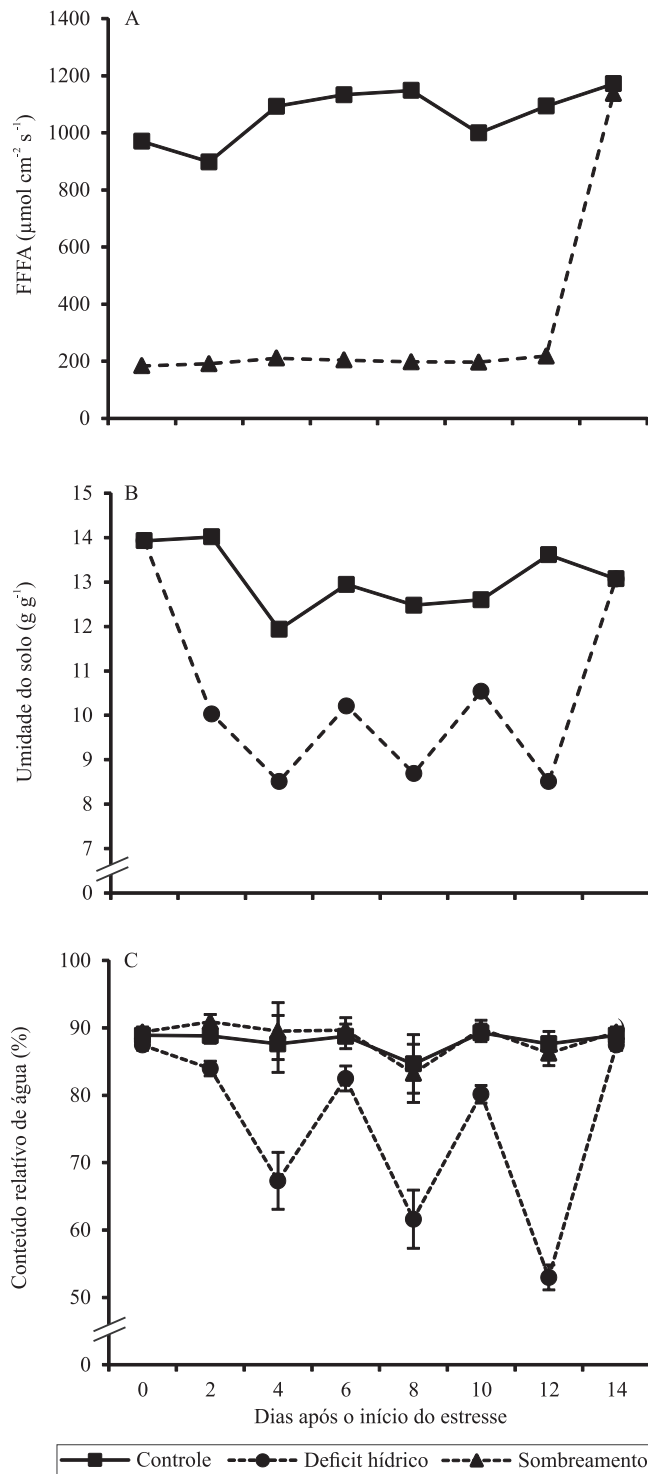 A
1400
1200
1000
800
600
400
200
0
FFFA (µmol cm⁻² s⁻¹)
B
15
14
13
12
11
10
9
8
7
0
Umidade do solo (g g⁻¹)
C
100
90
80
70
60
50
0
Conteúdo relativo de água (%)
0 2 4 6 8 10 12 14
Dias após o início do estresse
Controle Deficit hídrico Sombreamento